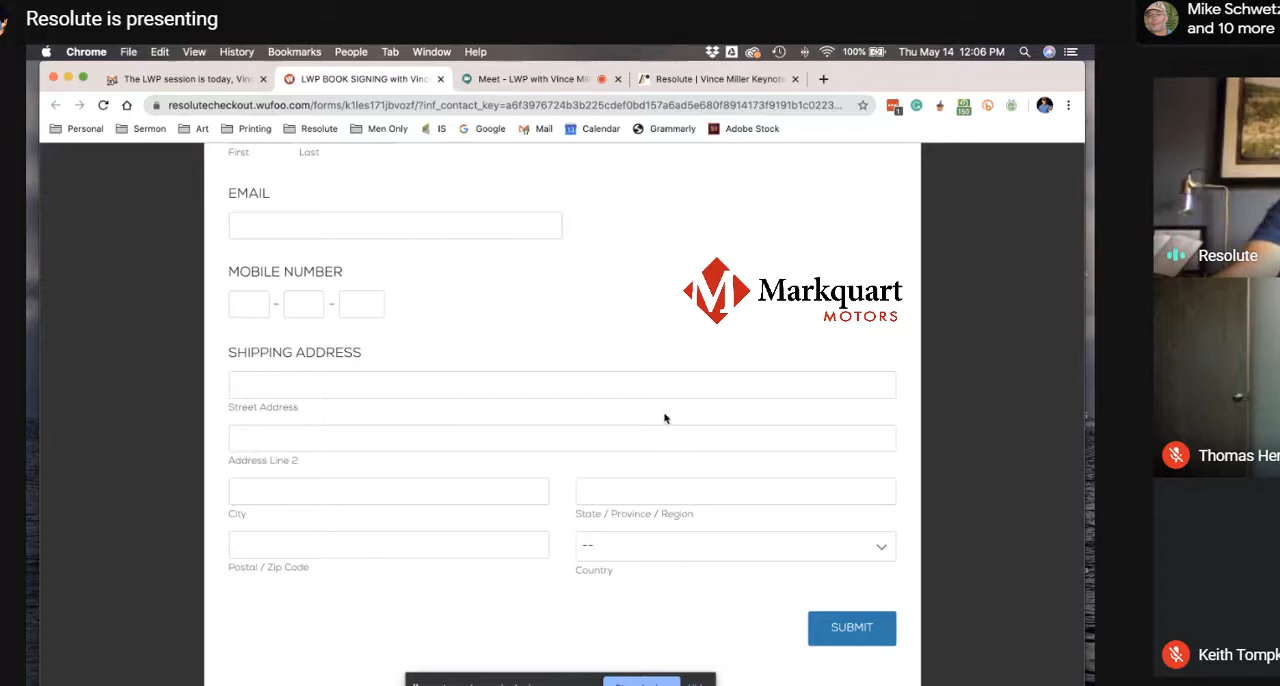 Resolute is presenting
Mike Schwetz
and 10 more
Chrome File Edit View History Bookmarks People Tab Window Help
100% Thu May 14 12:06 PM
The LWP session is today, Vinc
LWP BOOK SIGNING with Vince
Meet - LWP with Vince Mil
Resolute | Vince Miller Keynote
resolutecheckout.wufoo.com/forms/k1les171jbvozf/?inf_contact_key=a6f3976724b3b225cdef0bd157a6ad5e680f8914173f9191b1c0223...
1
150
Personal Sermon Art Printing Resolute Men Only IS Google Mail Calendar Grammarly Adobe Stock
First Last
EMAIL
MOBILE NUMBER
- -
Markquart
MOTORS
SHIPPING ADDRESS
Street Address
Address Line 2
City State / Province / Region
--
Postal / Zip Code Country
SUBMIT
Resolute
Thomas Her
Keith Tompk